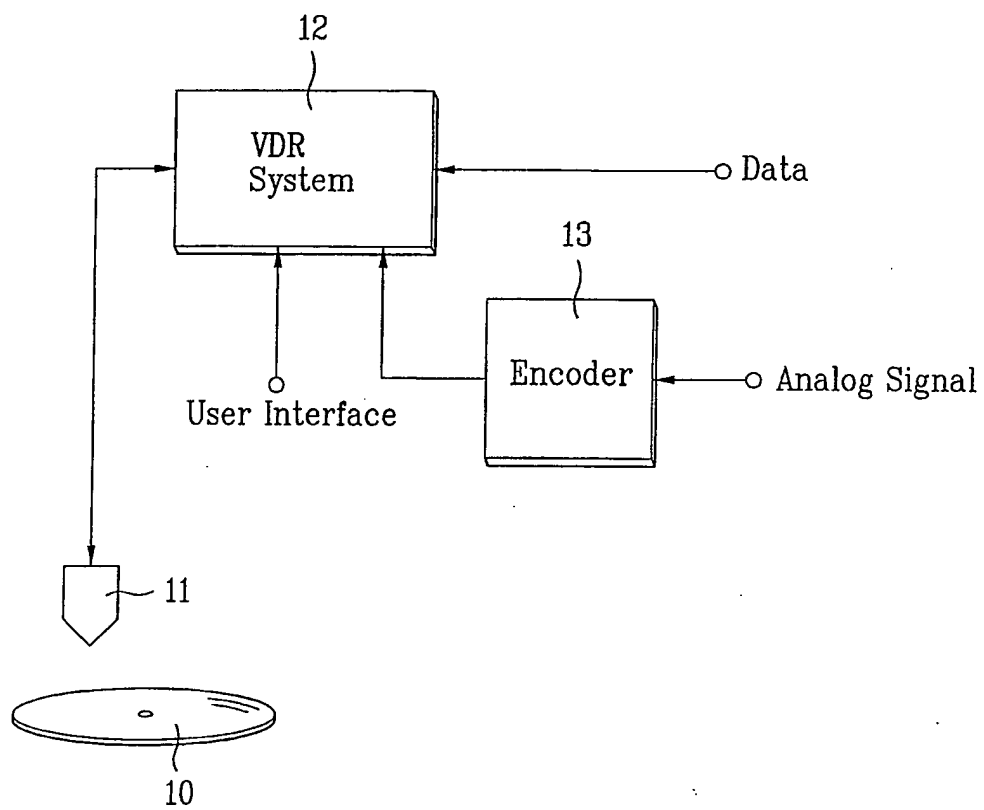 12
VDR
System
Data
13
Encoder
Analog Signal
User Interface
11
10